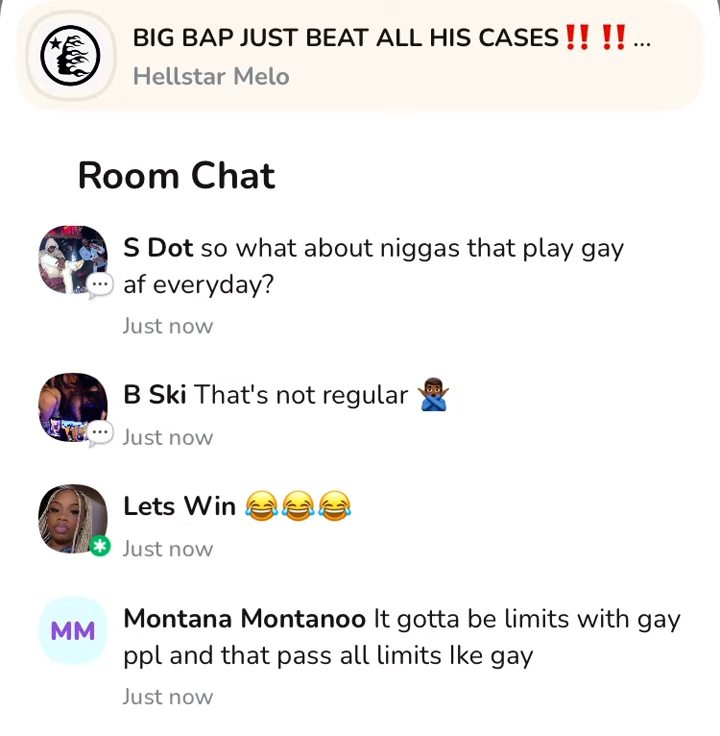 BIG BAP JUST BEAT ALL HIS CASES‼️ ‼️...
Hellstar Melo
Room Chat
S Dot so what about niggas that play gay
af everyday?
Just now
B Ski That's not regular 🙅🏿‍♂️
Just now
Lets Win 😂😂😂
Just now
MM
Montana Montanoo It gotta be limits with gay
ppl and that pass all limits lke gay
Just now